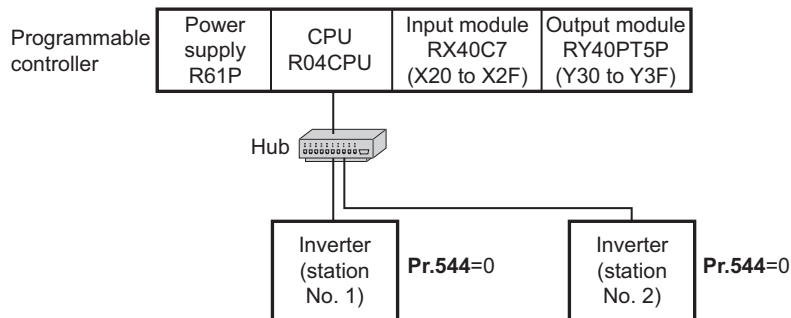 Programmable
controller
Power
supply
R61P
CPU
R04CPU
Input module
RX40C7
(X20 to X2F)
Output module
RY40PT5P
(Y30 to Y3F)
Hub
Inverter
(station
No. 1)
Pr.544=0
Inverter
(station
No. 2)
Pr.544=0